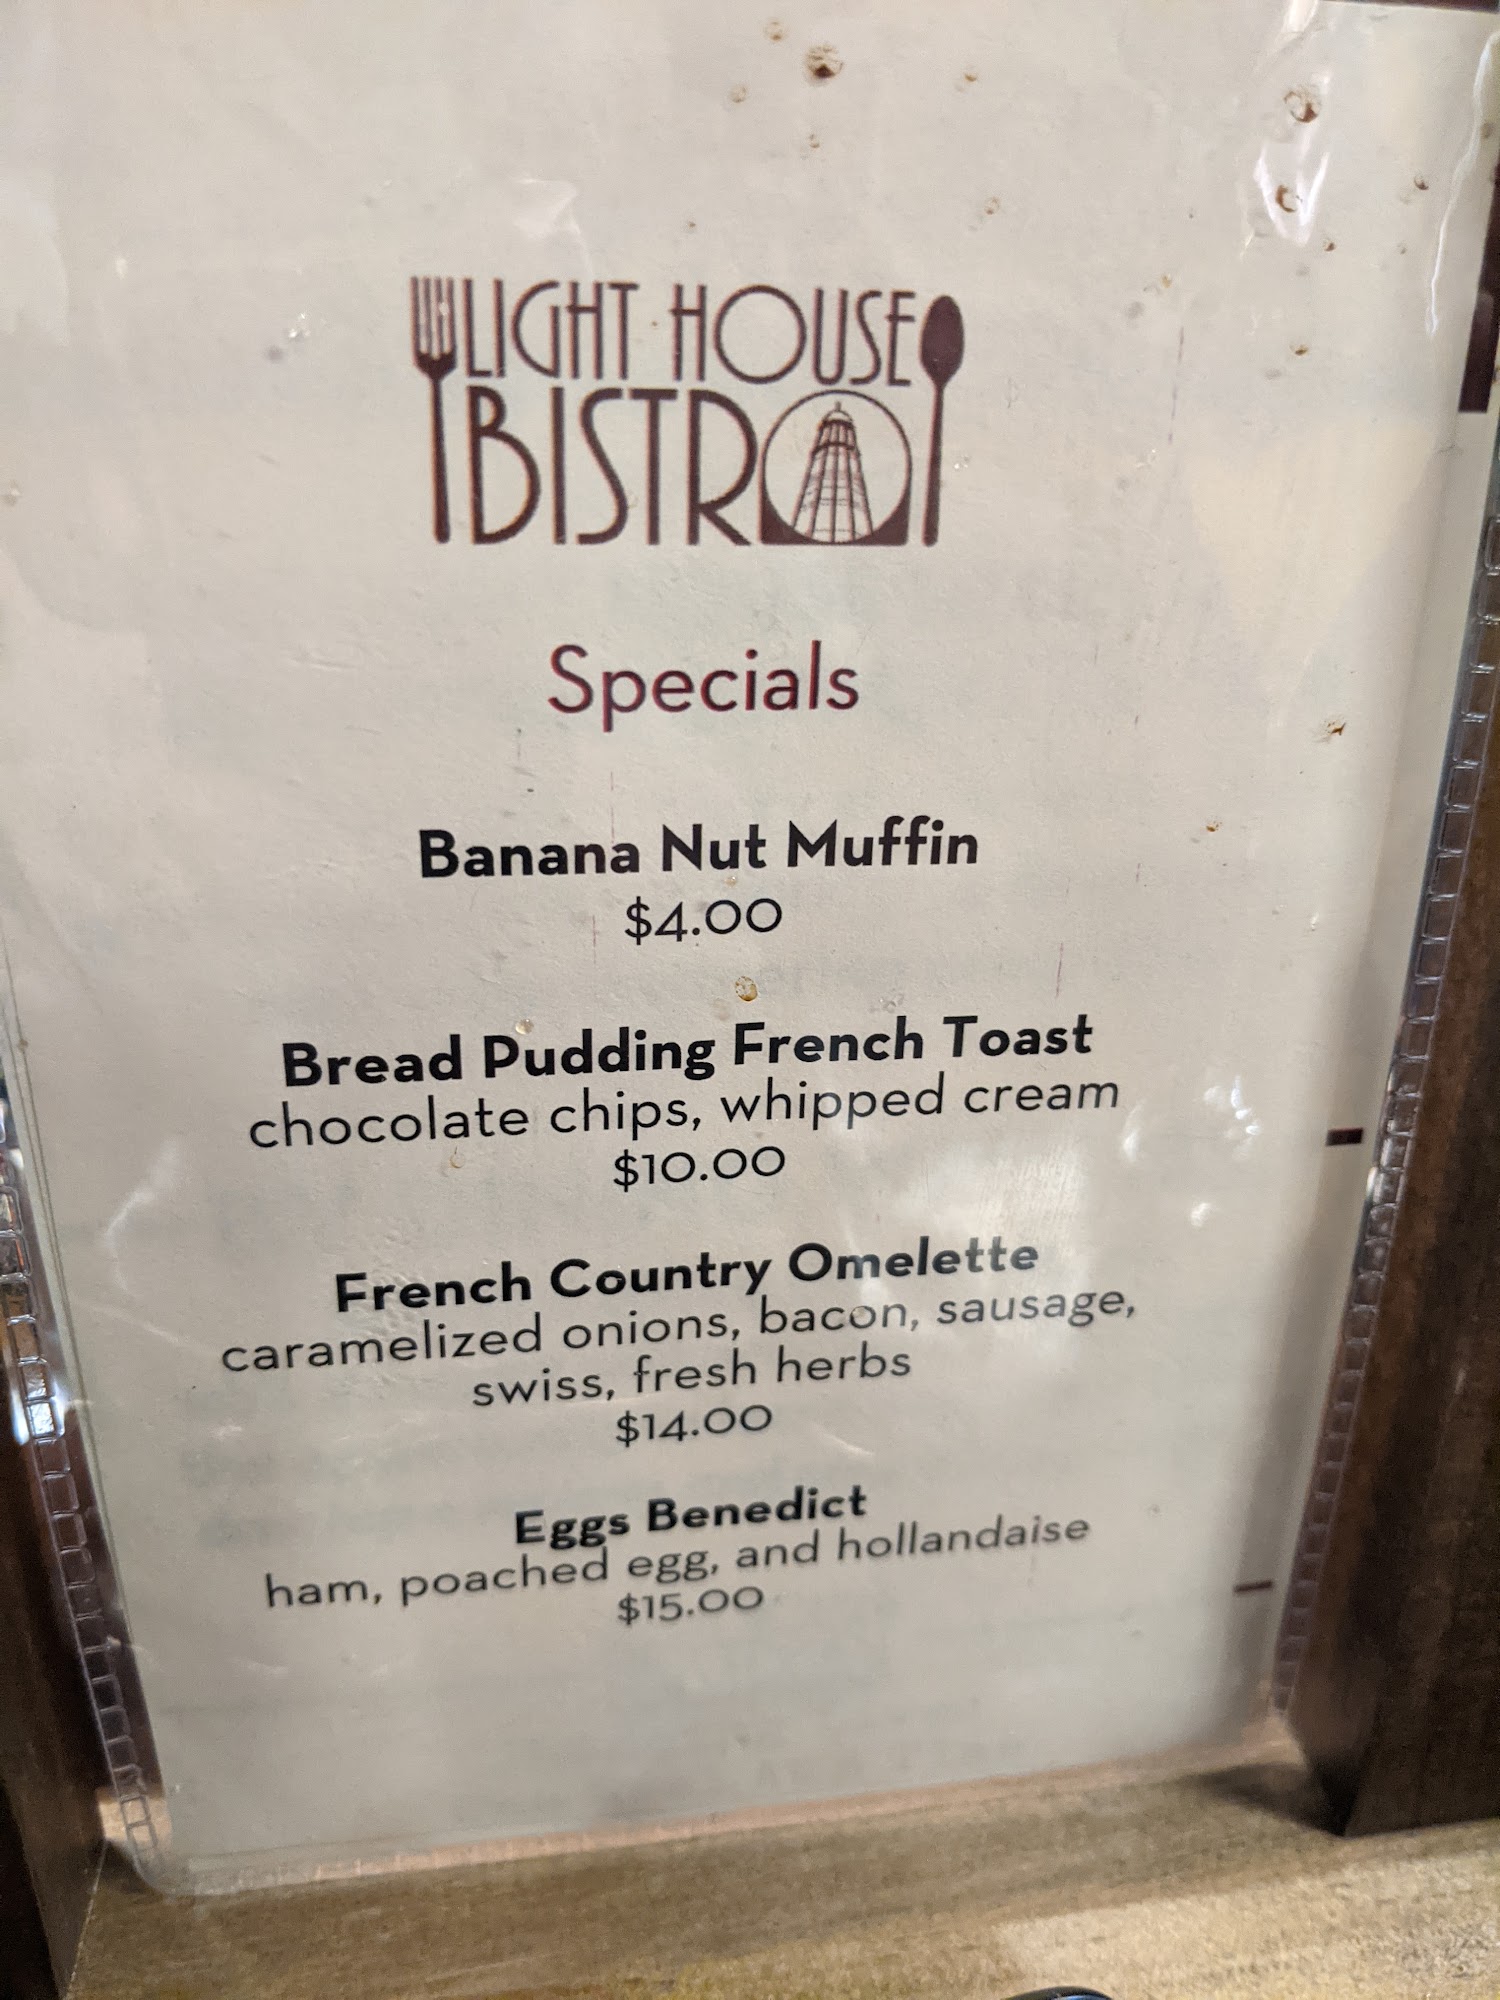 LIGHT HOUSE
BISTRO
Specials
Banana Nut Muffin
$4.00
Bread Pudding French Toast
chocolate chips, whipped cream
$10.00
French Country Omelette
caramelized onions, bacon, sausage,
swiss, fresh herbs
$14.00
Eggs Benedict
ham, poached egg, and hollandaise
$15.00